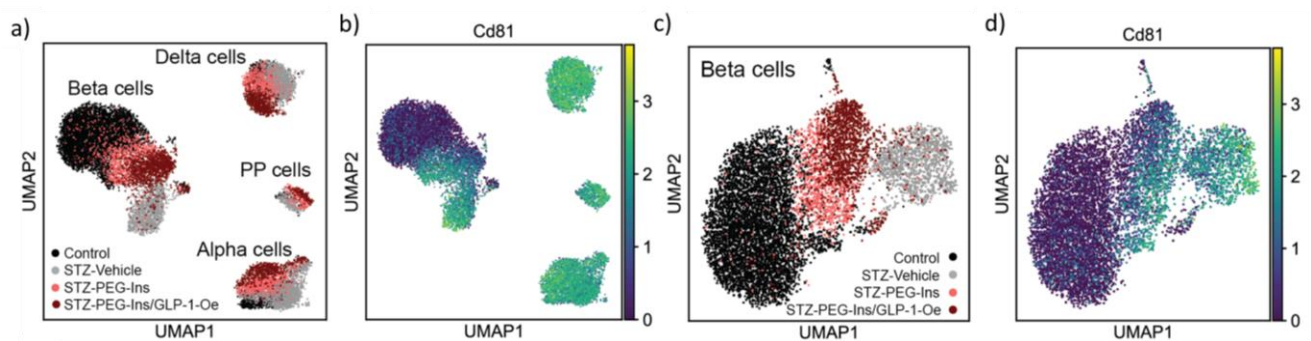 a)
Delta cells
Beta cells
PP cells
Alpha cells
Control
STZ-Vehicle
STZ-PEG-Ins
STZ-PEG-Ins/GLP-1-Oe
UMAP1
UMAP2
b)
Cd81
3
2
1
0
UMAP1
UMAP2
c)
Beta cells
Control
STZ-Vehicle
STZ-PEG-Ins
STZ-PEG-Ins/GLP-1-Oe
UMAP1
UMAP2
d)
Cd81
3
2
1
0
UMAP1
UMAP2